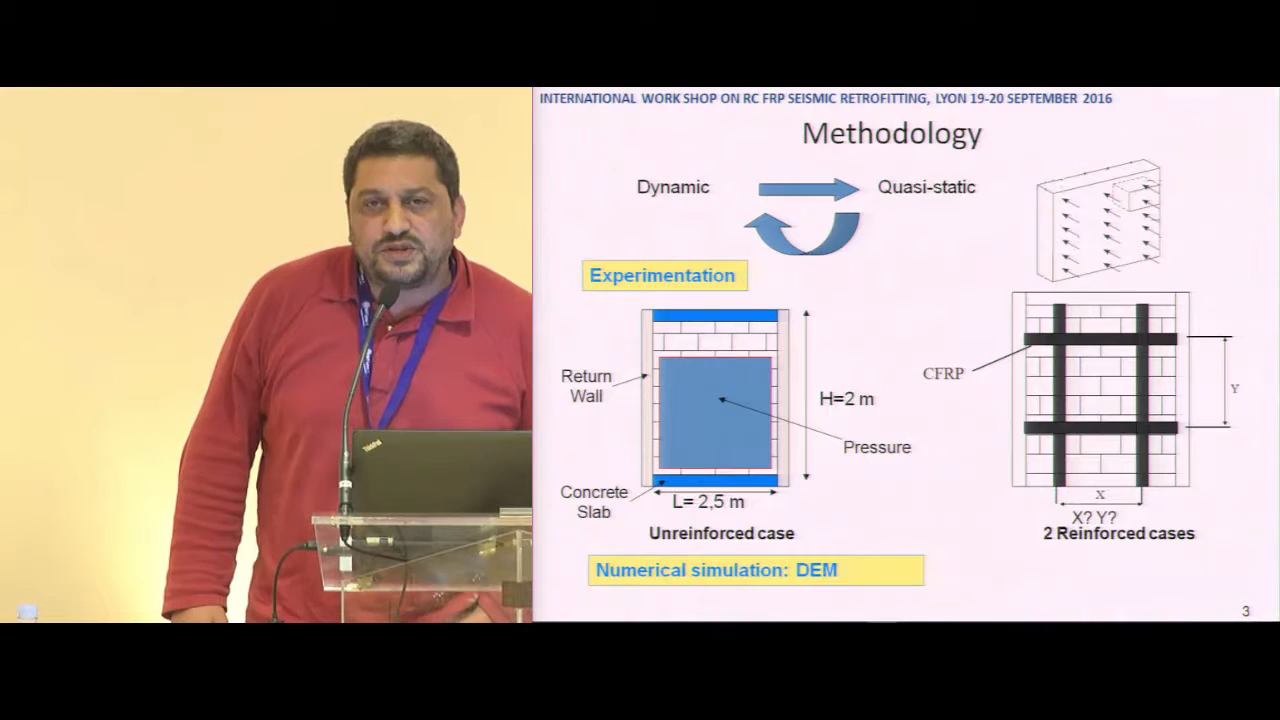 INTERNATIONAL WORK SHOP ON RC FRP SEISMIC RETROFITTING, LYON 19-20 SEPTEMBER 2016
Methodology
Dynamic
Quasi-static
Experimentation
Return
Wall
H=2 m
Pressure
Concrete
Slab
L= 2,5 m
Unreinforced case
CFRP
Y
X
X? Y?
2 Reinforced cases
Numerical simulation: DEM
3
ThinkPad